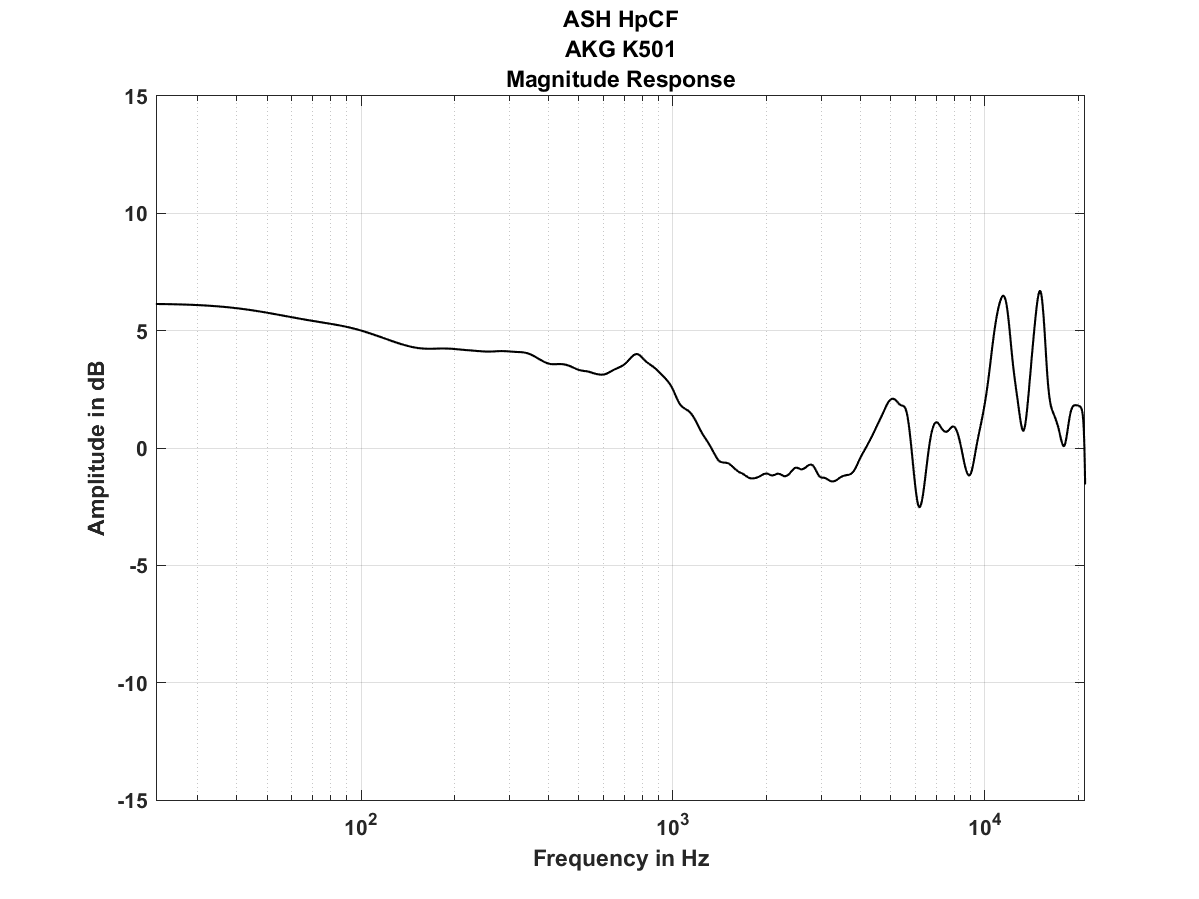 ASH HpCF
AKG K501
Magnitude Response
15
10
5
0
-5
-10
-15
Amplitude in dB
10²
10³
10⁴
Frequency in Hz